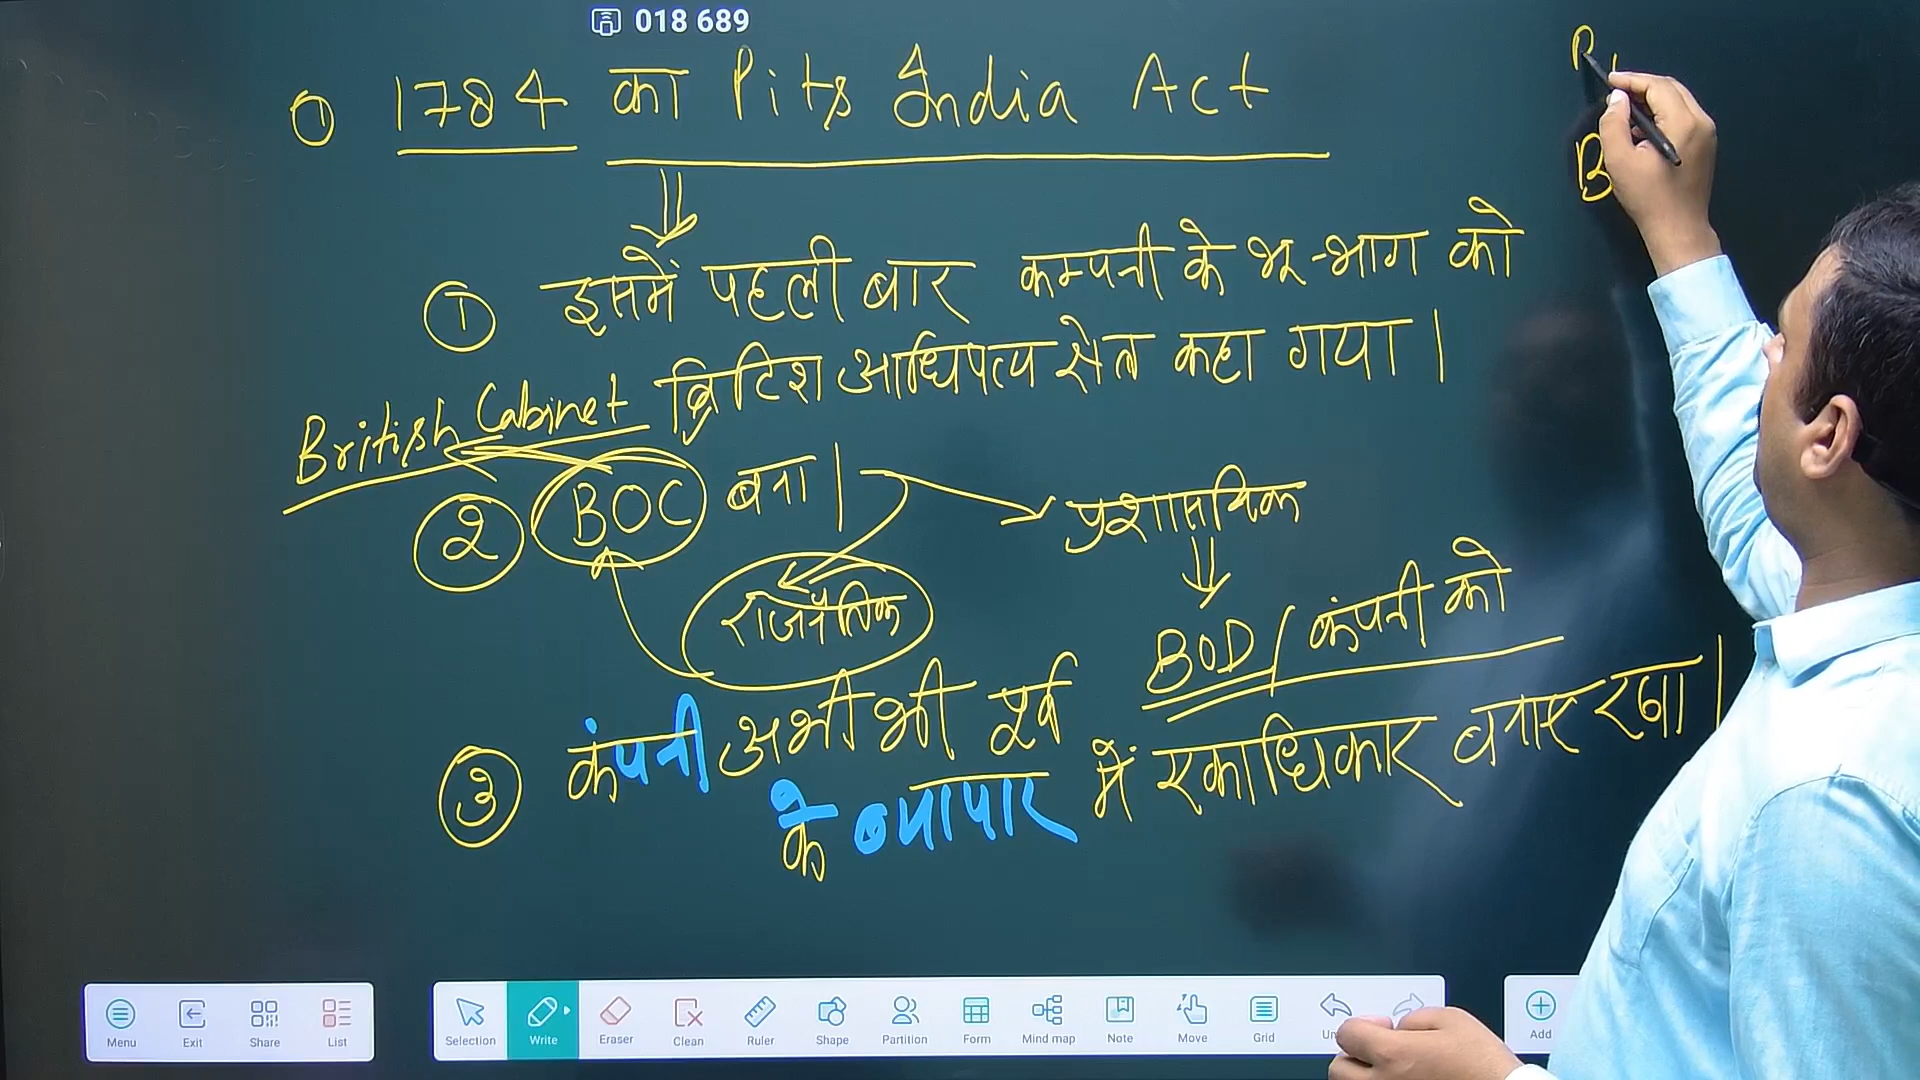 018 689
① 1784 का Pits India Act
① इसमें पहली बार कम्पनी के भू-भाग को
ब्रिटिश आधिपत्य क्षेत्र कहा गया।
British Cabinet
② BOC बना।
प्रशासनिक
राजनैतिक
BOD/कंपनी को
③ कंपनी अभी भी पूर्व
के व्यापार में एकाधिकार बनाए रखा।
B
Menu Exit Share List Selection Write Eraser Clean Ruler Shape Partition Form Mind map Note Move Grid Add